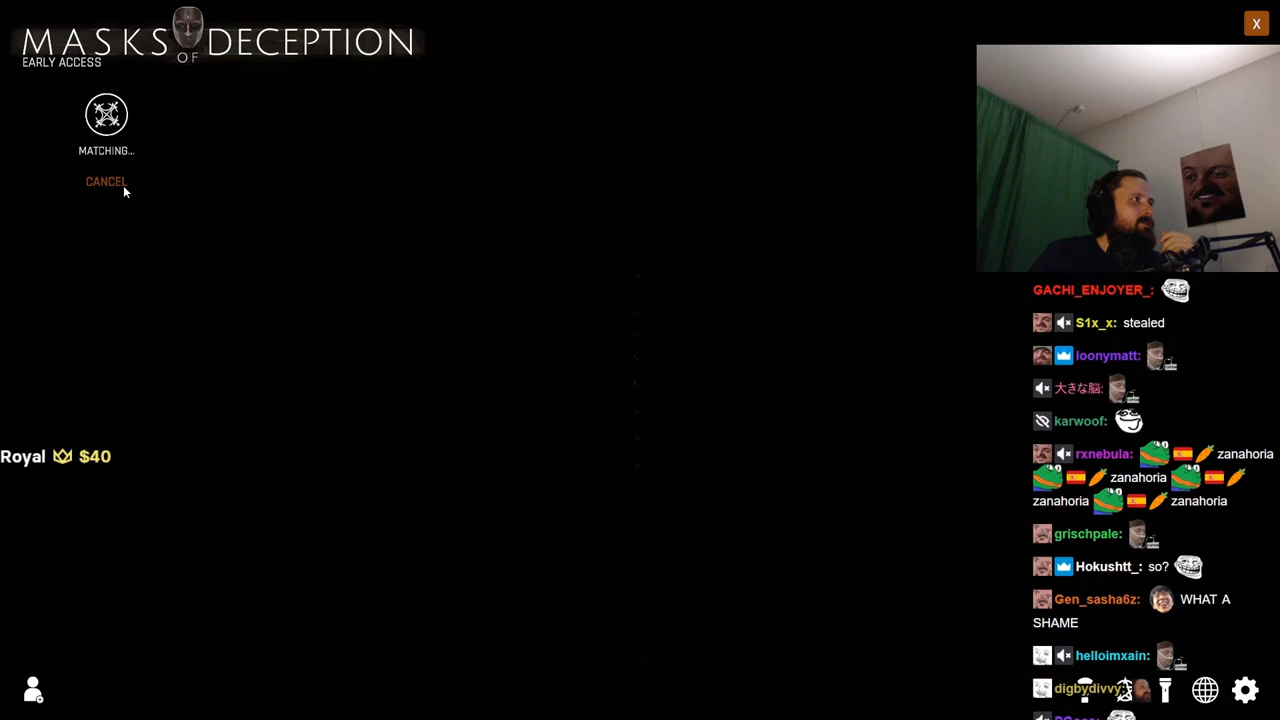 MASKS OF DECEPTION
EARLY ACCESS
X
MATCHING...
CANCEL
Royal $40
GACHI_ENJOYER_:
S1x_x: stealed
loonymatt:
大きな脳:
karwoof:
rxnebula: zanahoria
zanahoria
zanahoria zanahoria
grischpale:
Hokushtt_: so?
Gen_sasha6z: WHAT A
SHAME
helloimxain:
digbydivvy: